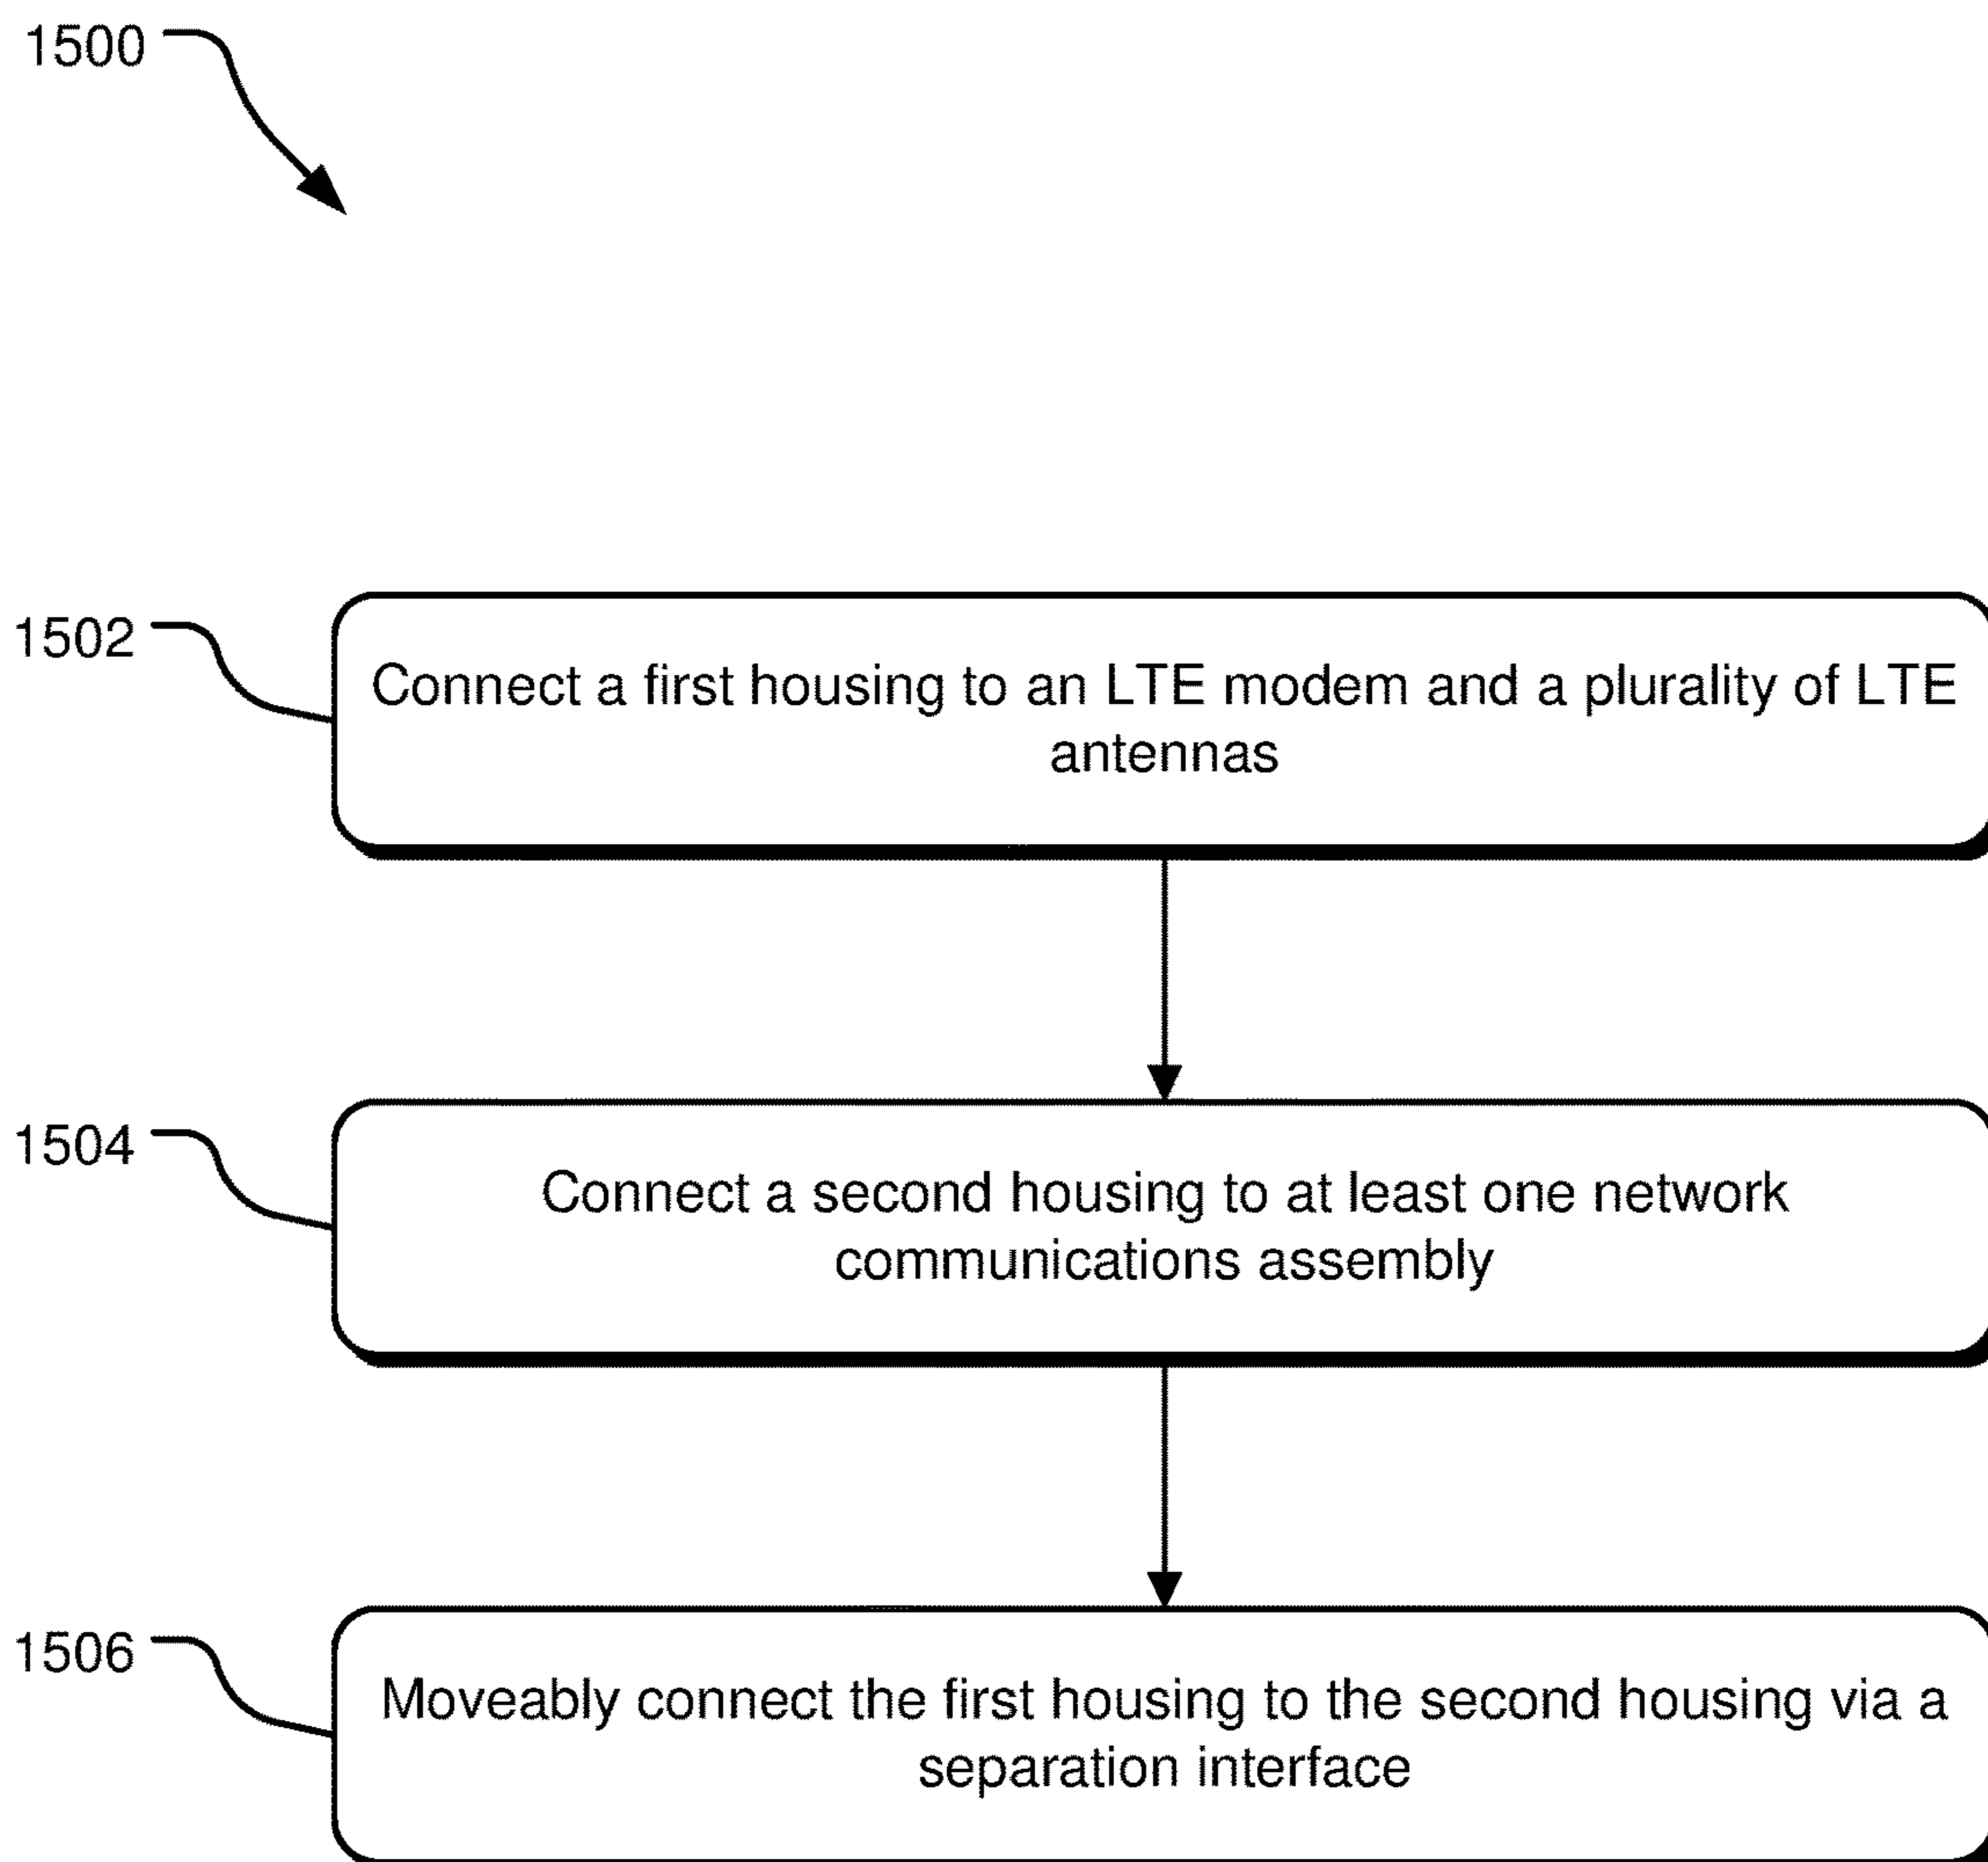 1500
1502
Connect a first housing to an LTE modem and a plurality of LTE
antennas
1504
Connect a second housing to at least one network
communications assembly
1506
Moveably connect the first housing to the second housing via a
separation interface